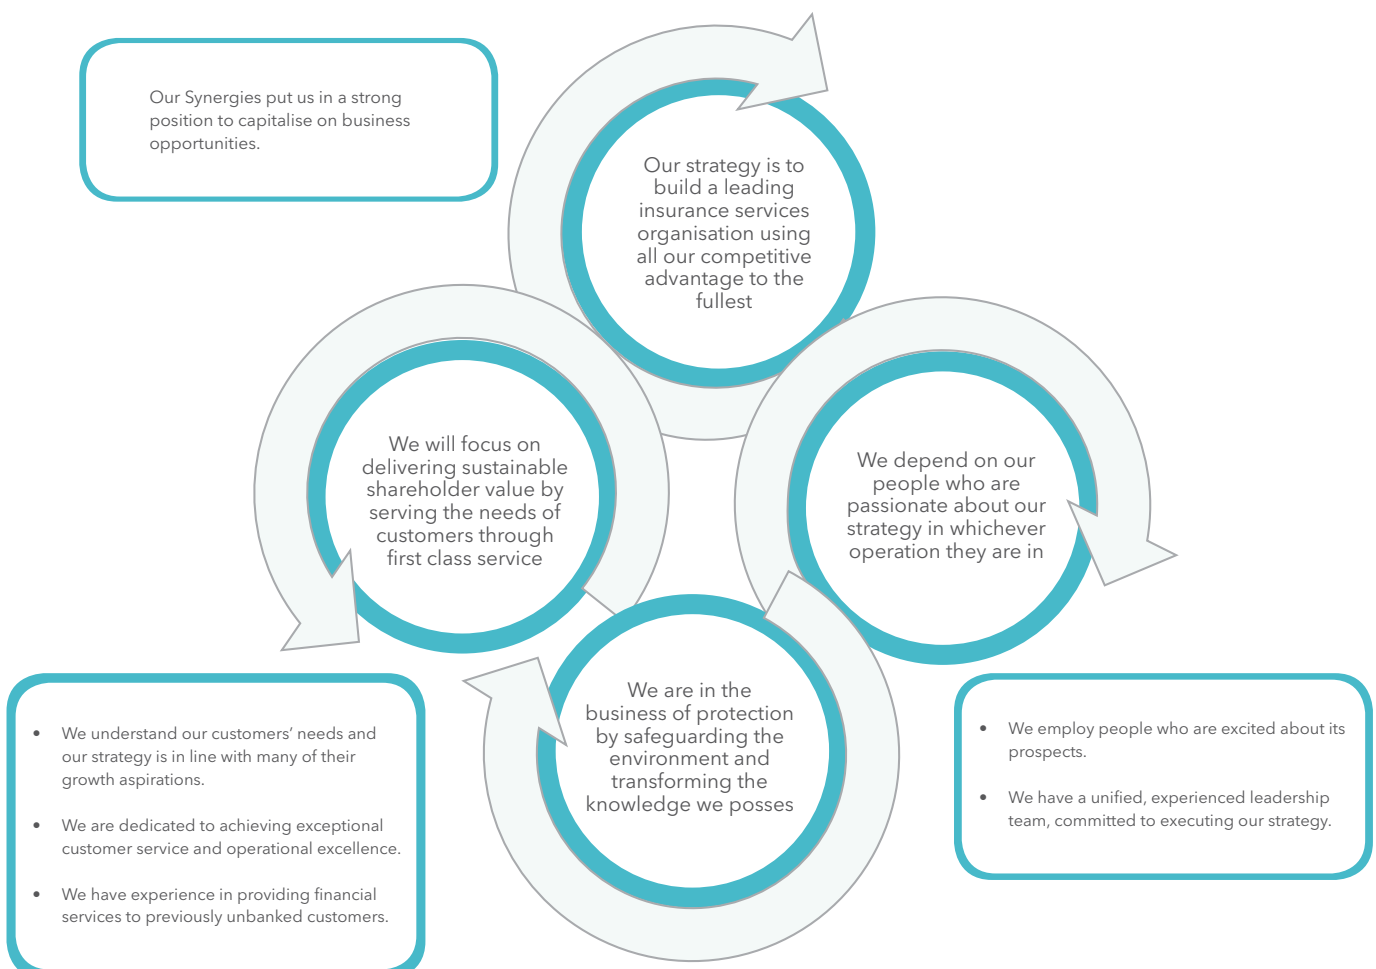 Our Synergies put us in a strong
position to capitalise on business
opportunities.
Our strategy is to
build a leading
insurance services
organisation using
all our competitive
advantage to the
fullest
We will focus on
delivering sustainable
shareholder value by
serving the needs of
customers through
first class service
We depend on our
people who are
passionate about our
strategy in whichever
operation they are in
We are in the
business of protection
by safeguarding the
environment and
transforming the
knowledge we posses
• We understand our customers’ needs and
our strategy is in line with many of their
growth aspirations.
• We are dedicated to achieving exceptional
customer service and operational excellence.
• We have experience in providing financial
services to previously unbanked customers.
• We employ people who are excited about its
prospects.
• We have a unified, experienced leadership
team, committed to executing our strategy.